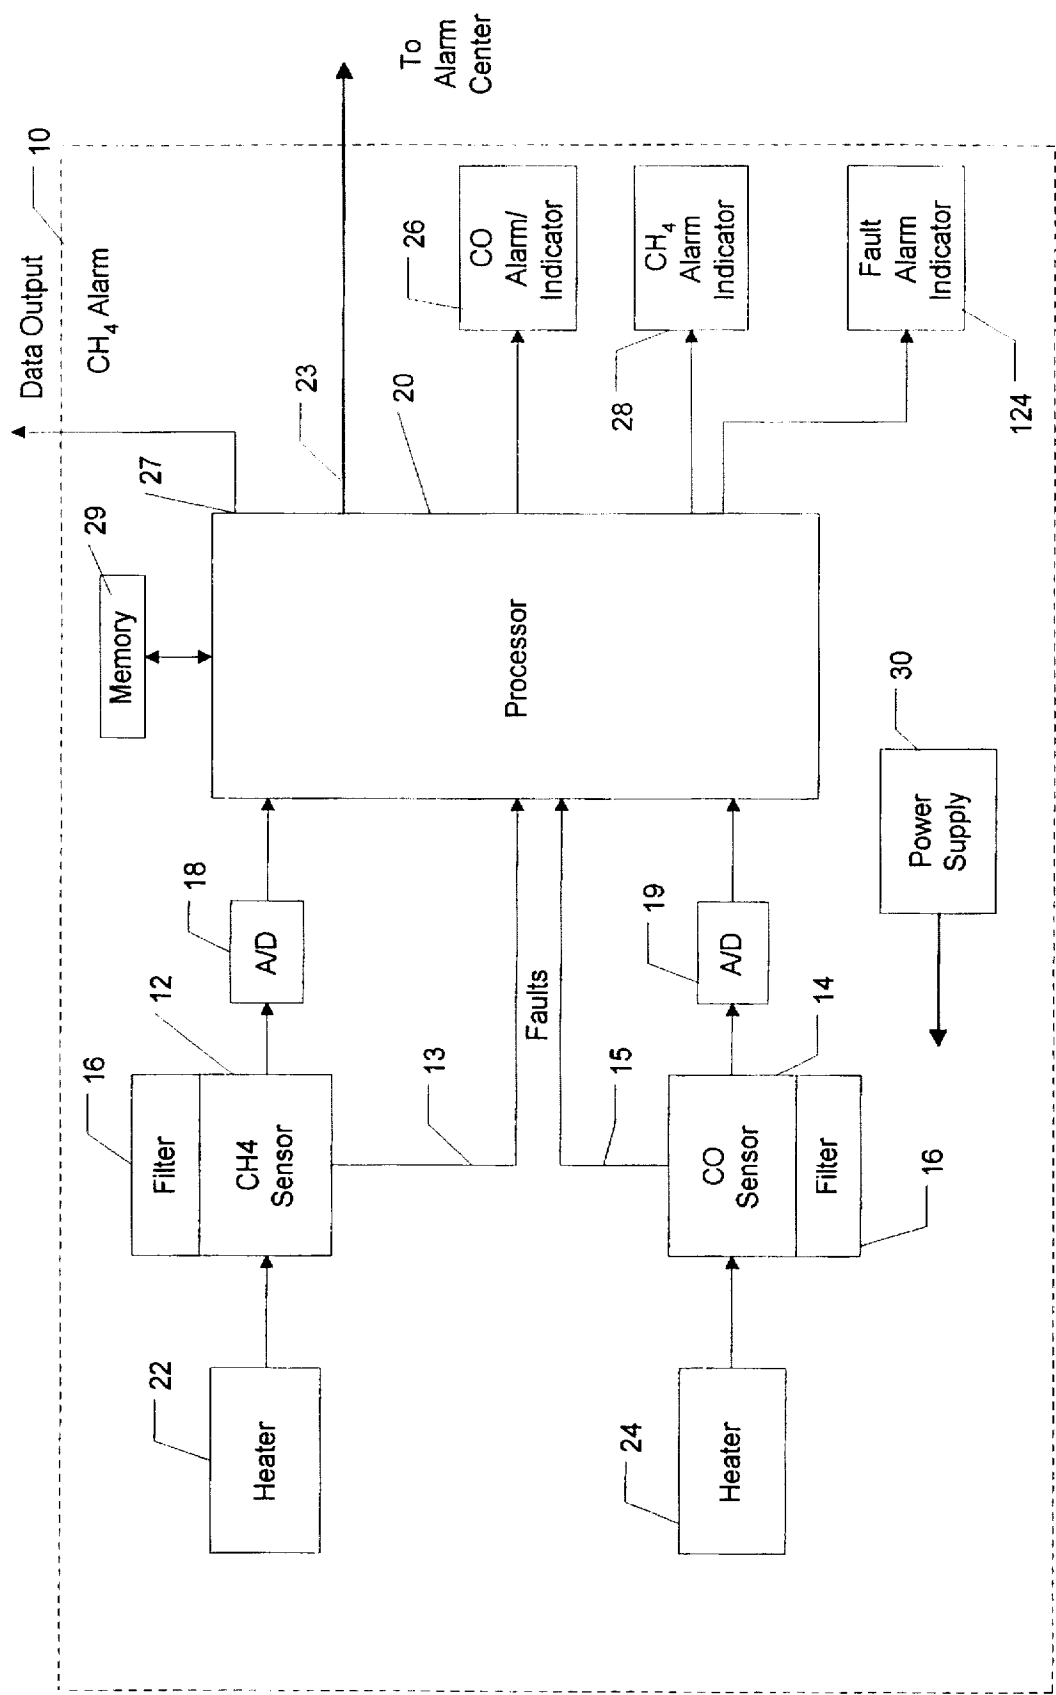 Data Output
10
CH₄ Alarm
To
Alarm
Center
27
23
29
Memory
20
Processor
26
CO
Alarm/
Indicator
28
CH₄
Alarm
Indicator
Fault
Alarm
Indicator
124
16
Filter
12
CH4
Sensor
18
A/D
22
Heater
13
Faults
15
19
A/D
14
CO
Sensor
Filter
16
24
Heater
30
Power
Supply